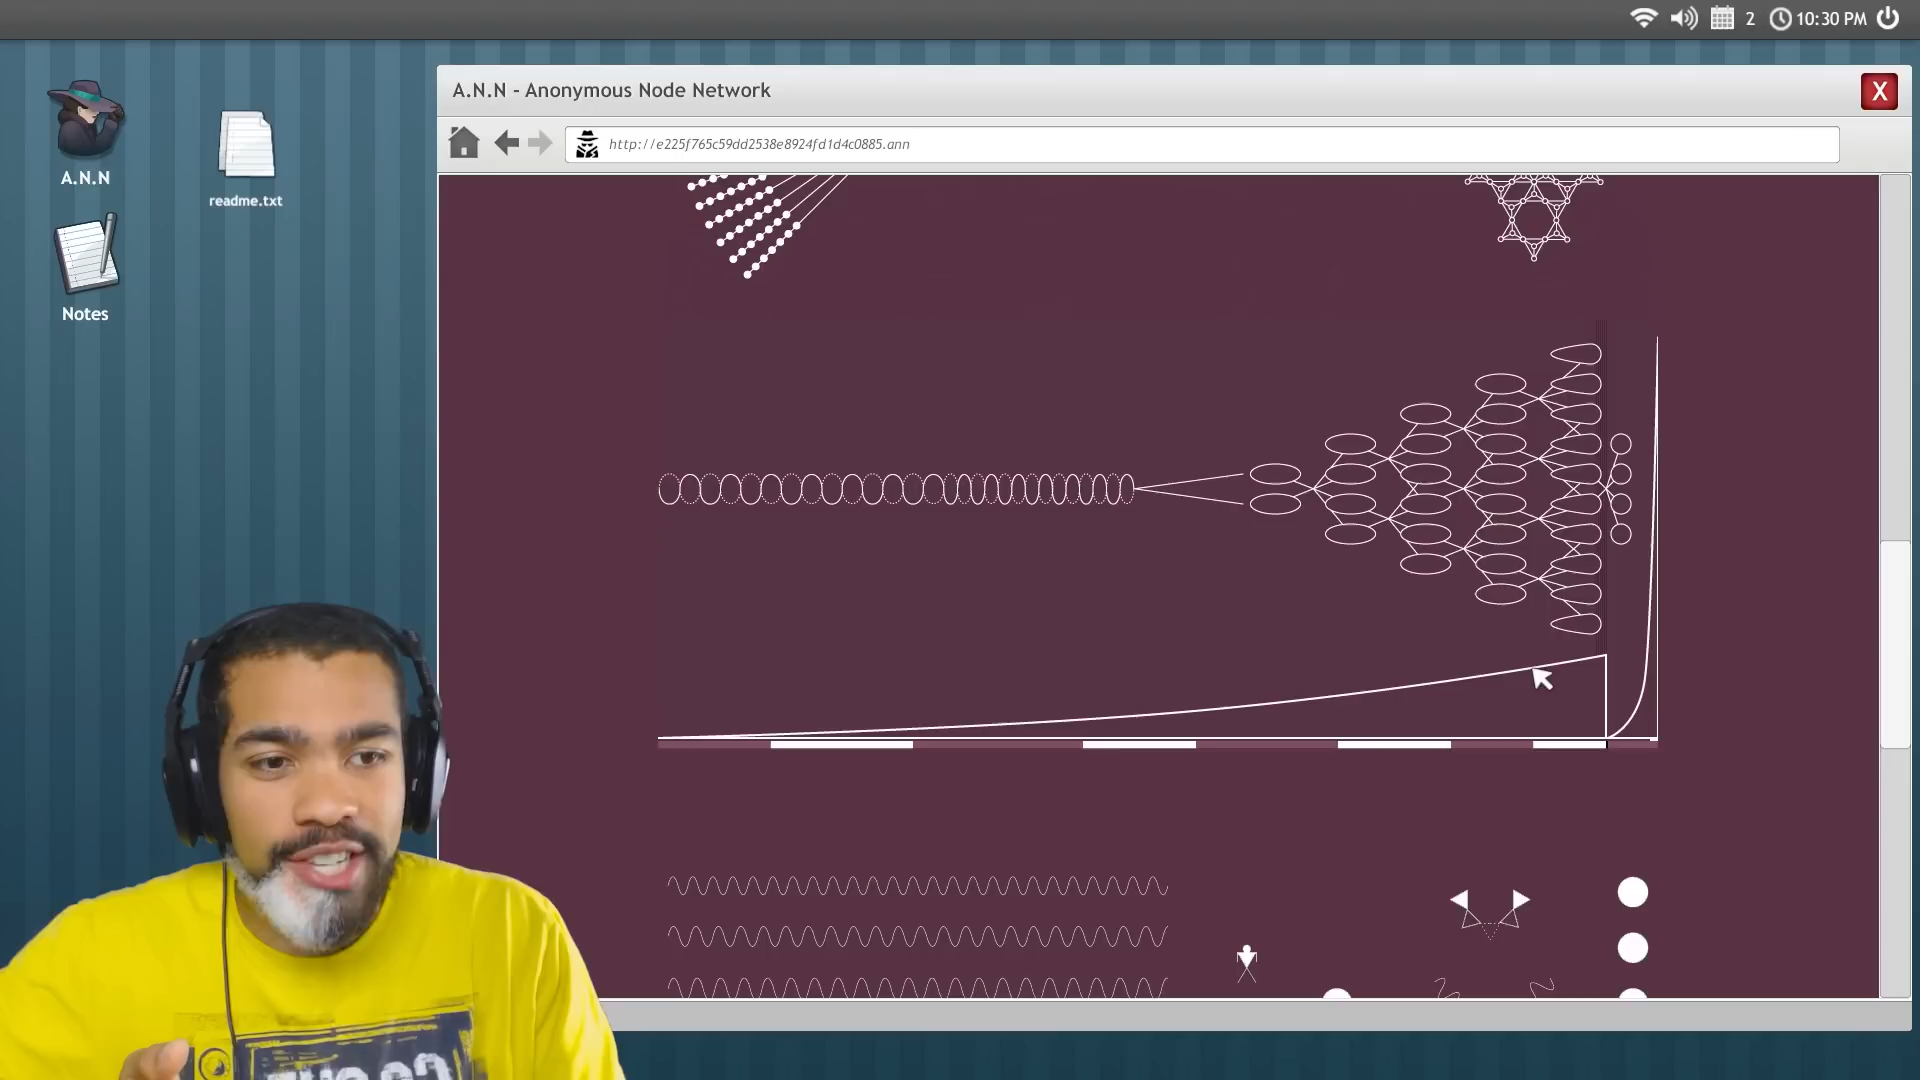 2 10:30 PM
A.N.N - Anonymous Node Network
X
http://e225f765c59dd2538e8924fd1d4c0885.ann
A.N.N
readme.txt
Notes